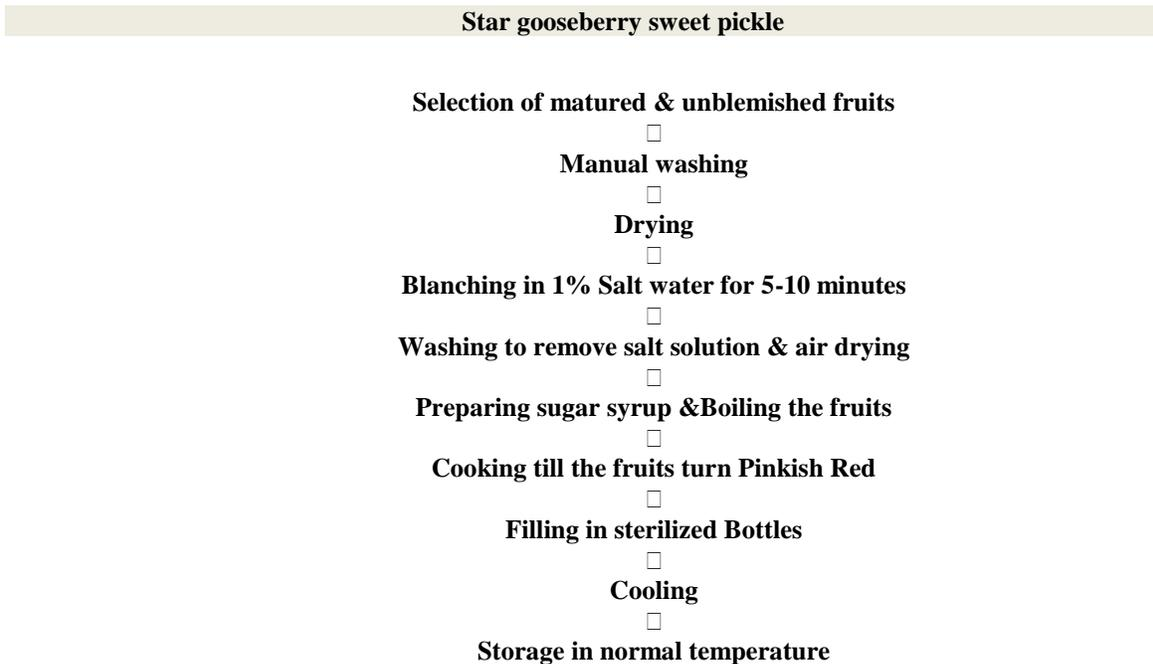 Star gooseberry sweet pickle
Selection of matured & unblemished fruits
Manual washing
Drying
Blanching in 1% Salt water for 5-10 minutes
Washing to remove salt solution & air drying
Preparing sugar syrup &Boiling the fruits
Cooking till the fruits turn Pinkish Red
Filling in sterilized Bottles
Cooling
Storage in normal temperature